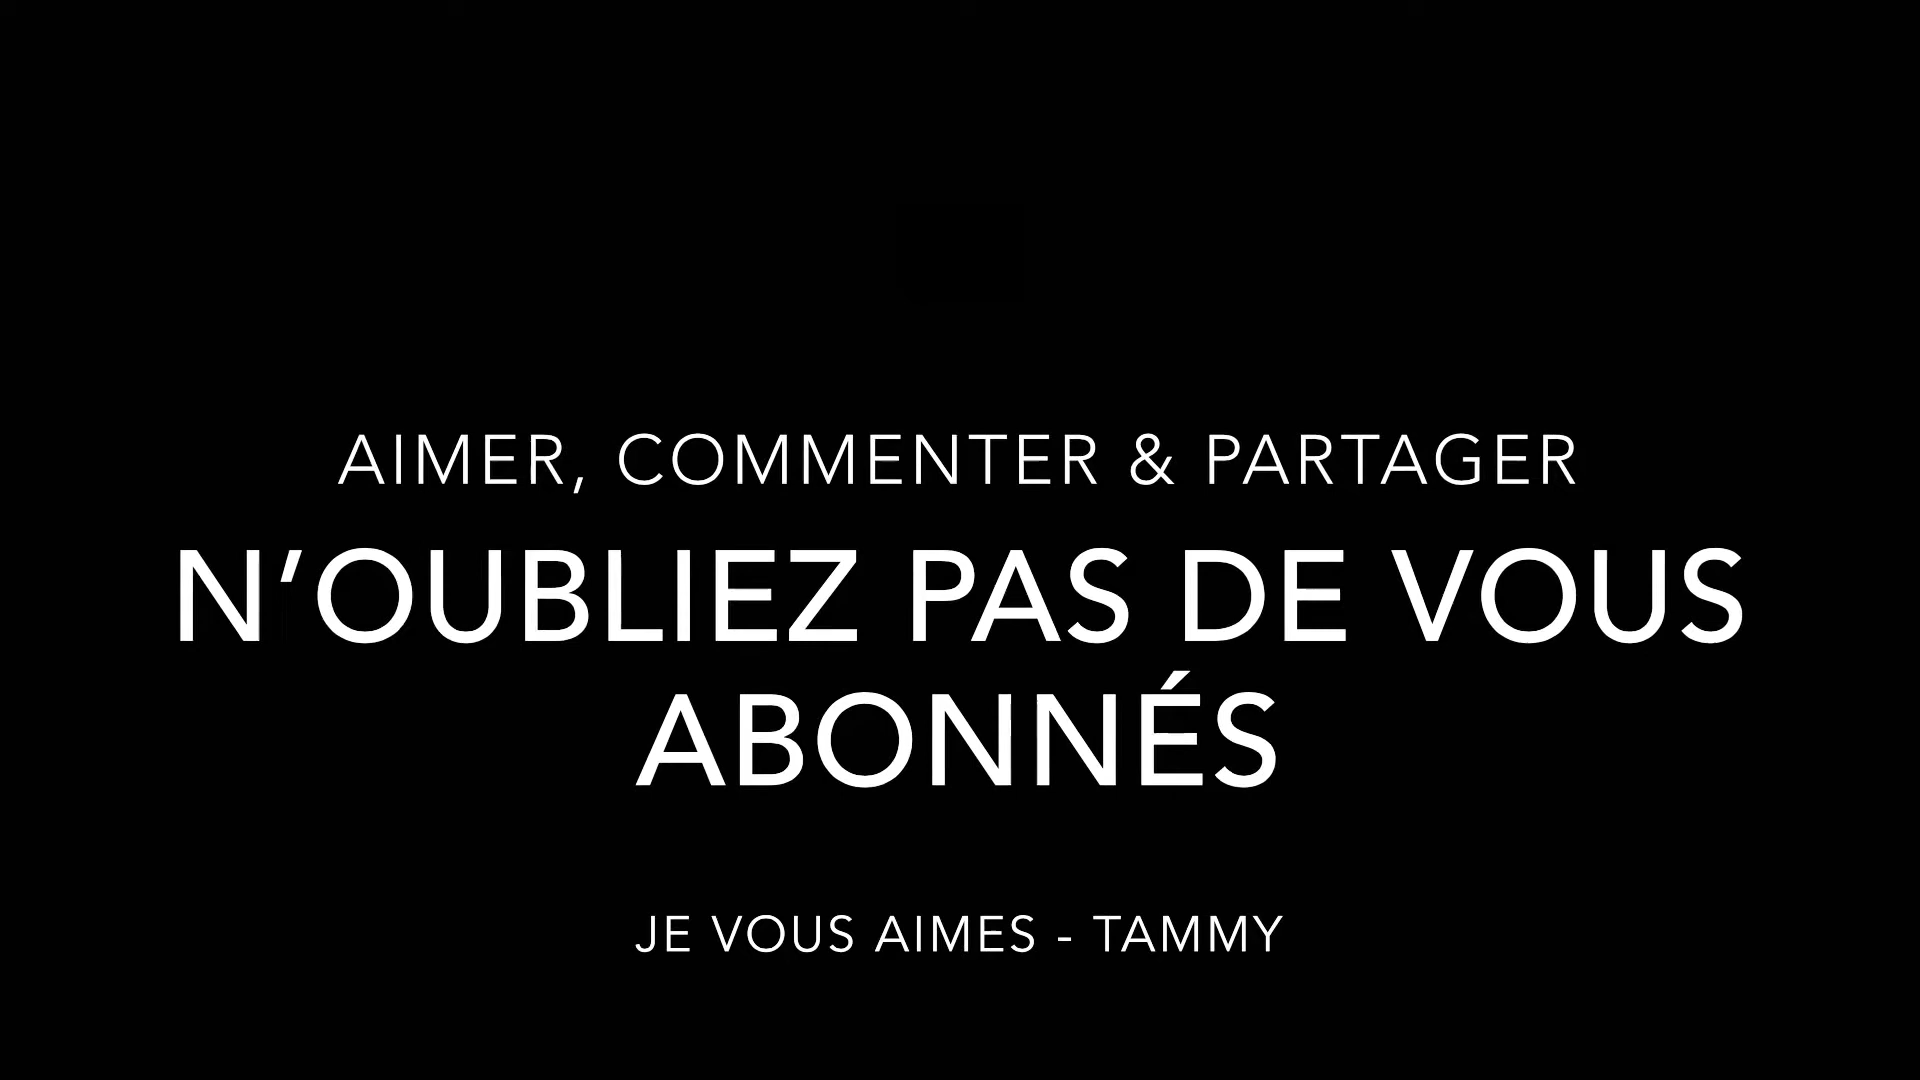 AIMER, COMMENTER & PARTAGER
N’OUBLIEZ PAS DE VOUS
ABONNÉS
JE VOUS AIMES - TAMMY